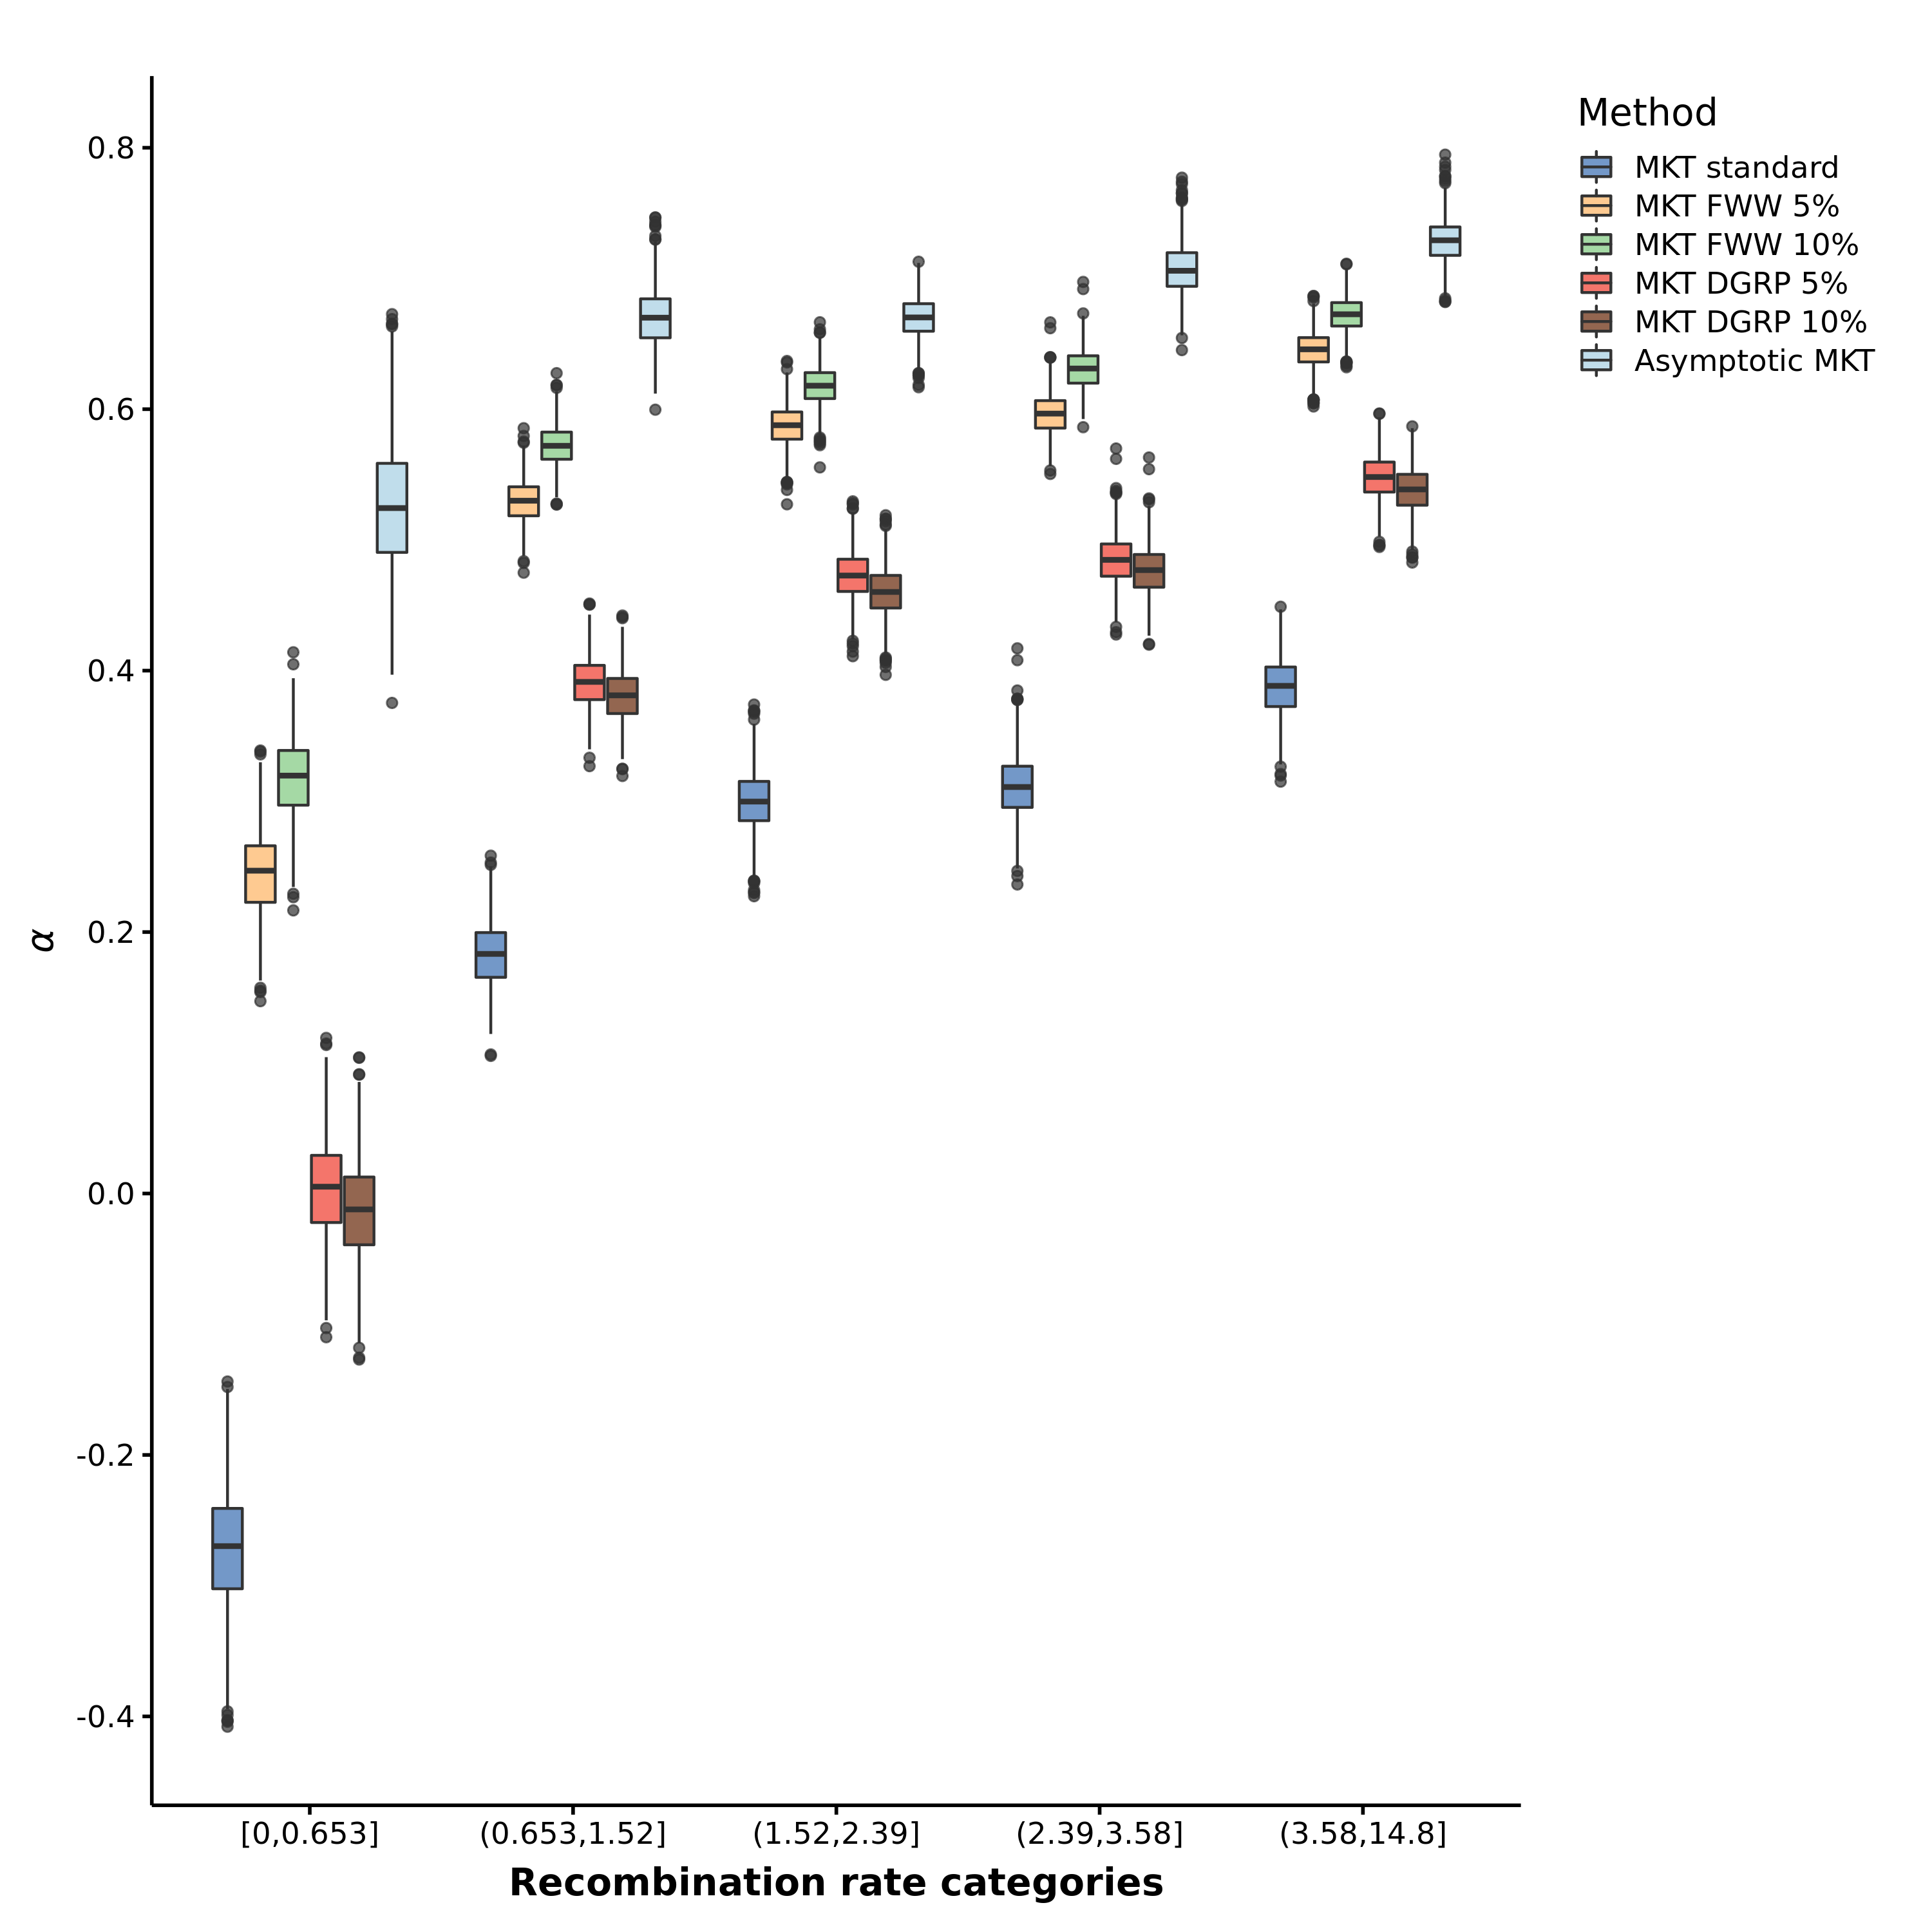 Method
MKT standard
MKT FWW 5%
MKT FWW 10%
MKT DGRP 5%
MKT DGRP 10%
Asymptotic MKT
α
0.8
0.6
0.4
0.2
0.0
-0.2
-0.4
[0,0.653] (0.653,1.52] (1.52,2.39] (2.39,3.58] (3.58,14.8]
Recombination rate categories